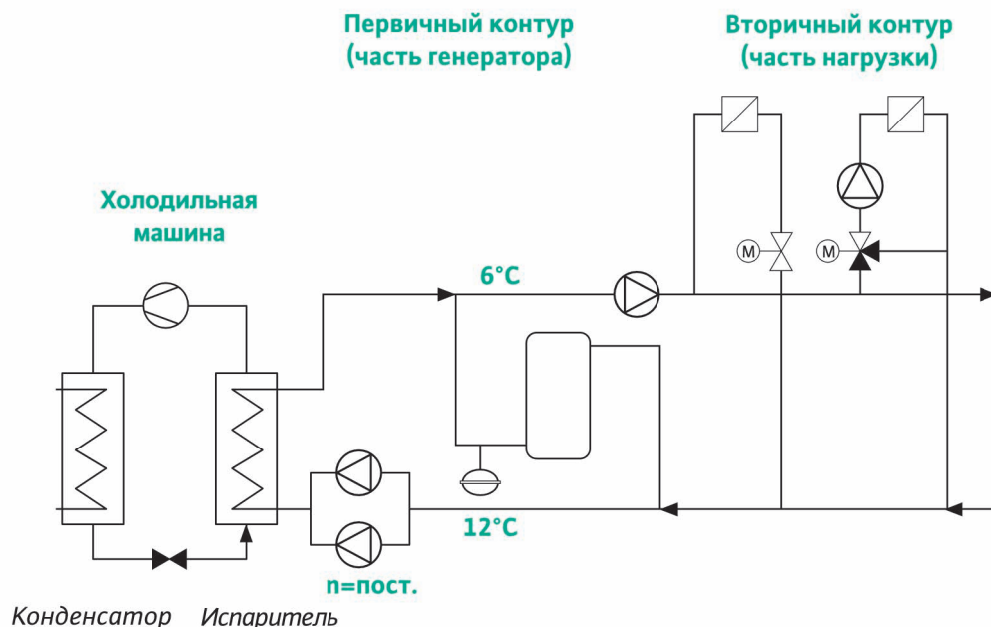 Первичный контур
(часть генератора)
Вторичный контур
(часть нагрузки)
Холодильная
машина
М
М
6°C
12°C
n=пост.
Конденсатор
Испаритель